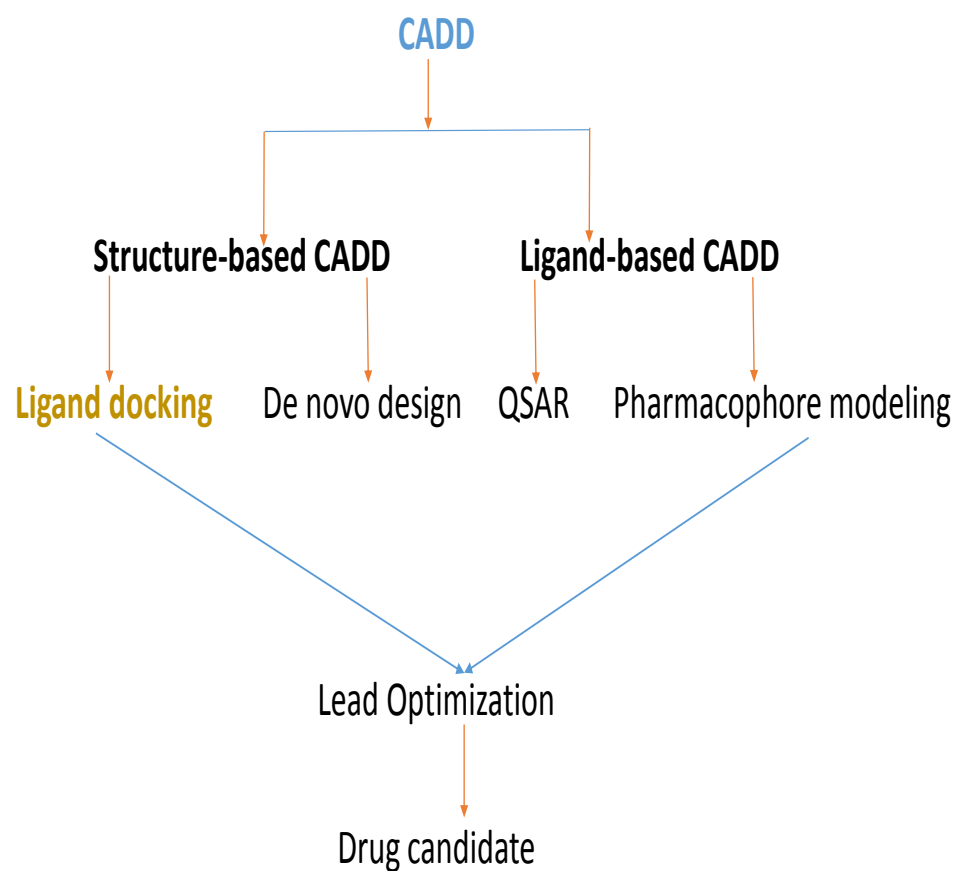 CADD
Structure-based CADD
Ligand-based CADD
Ligand docking
De novo design
QSAR
Pharmacophore modeling
Lead Optimization
Drug candidate